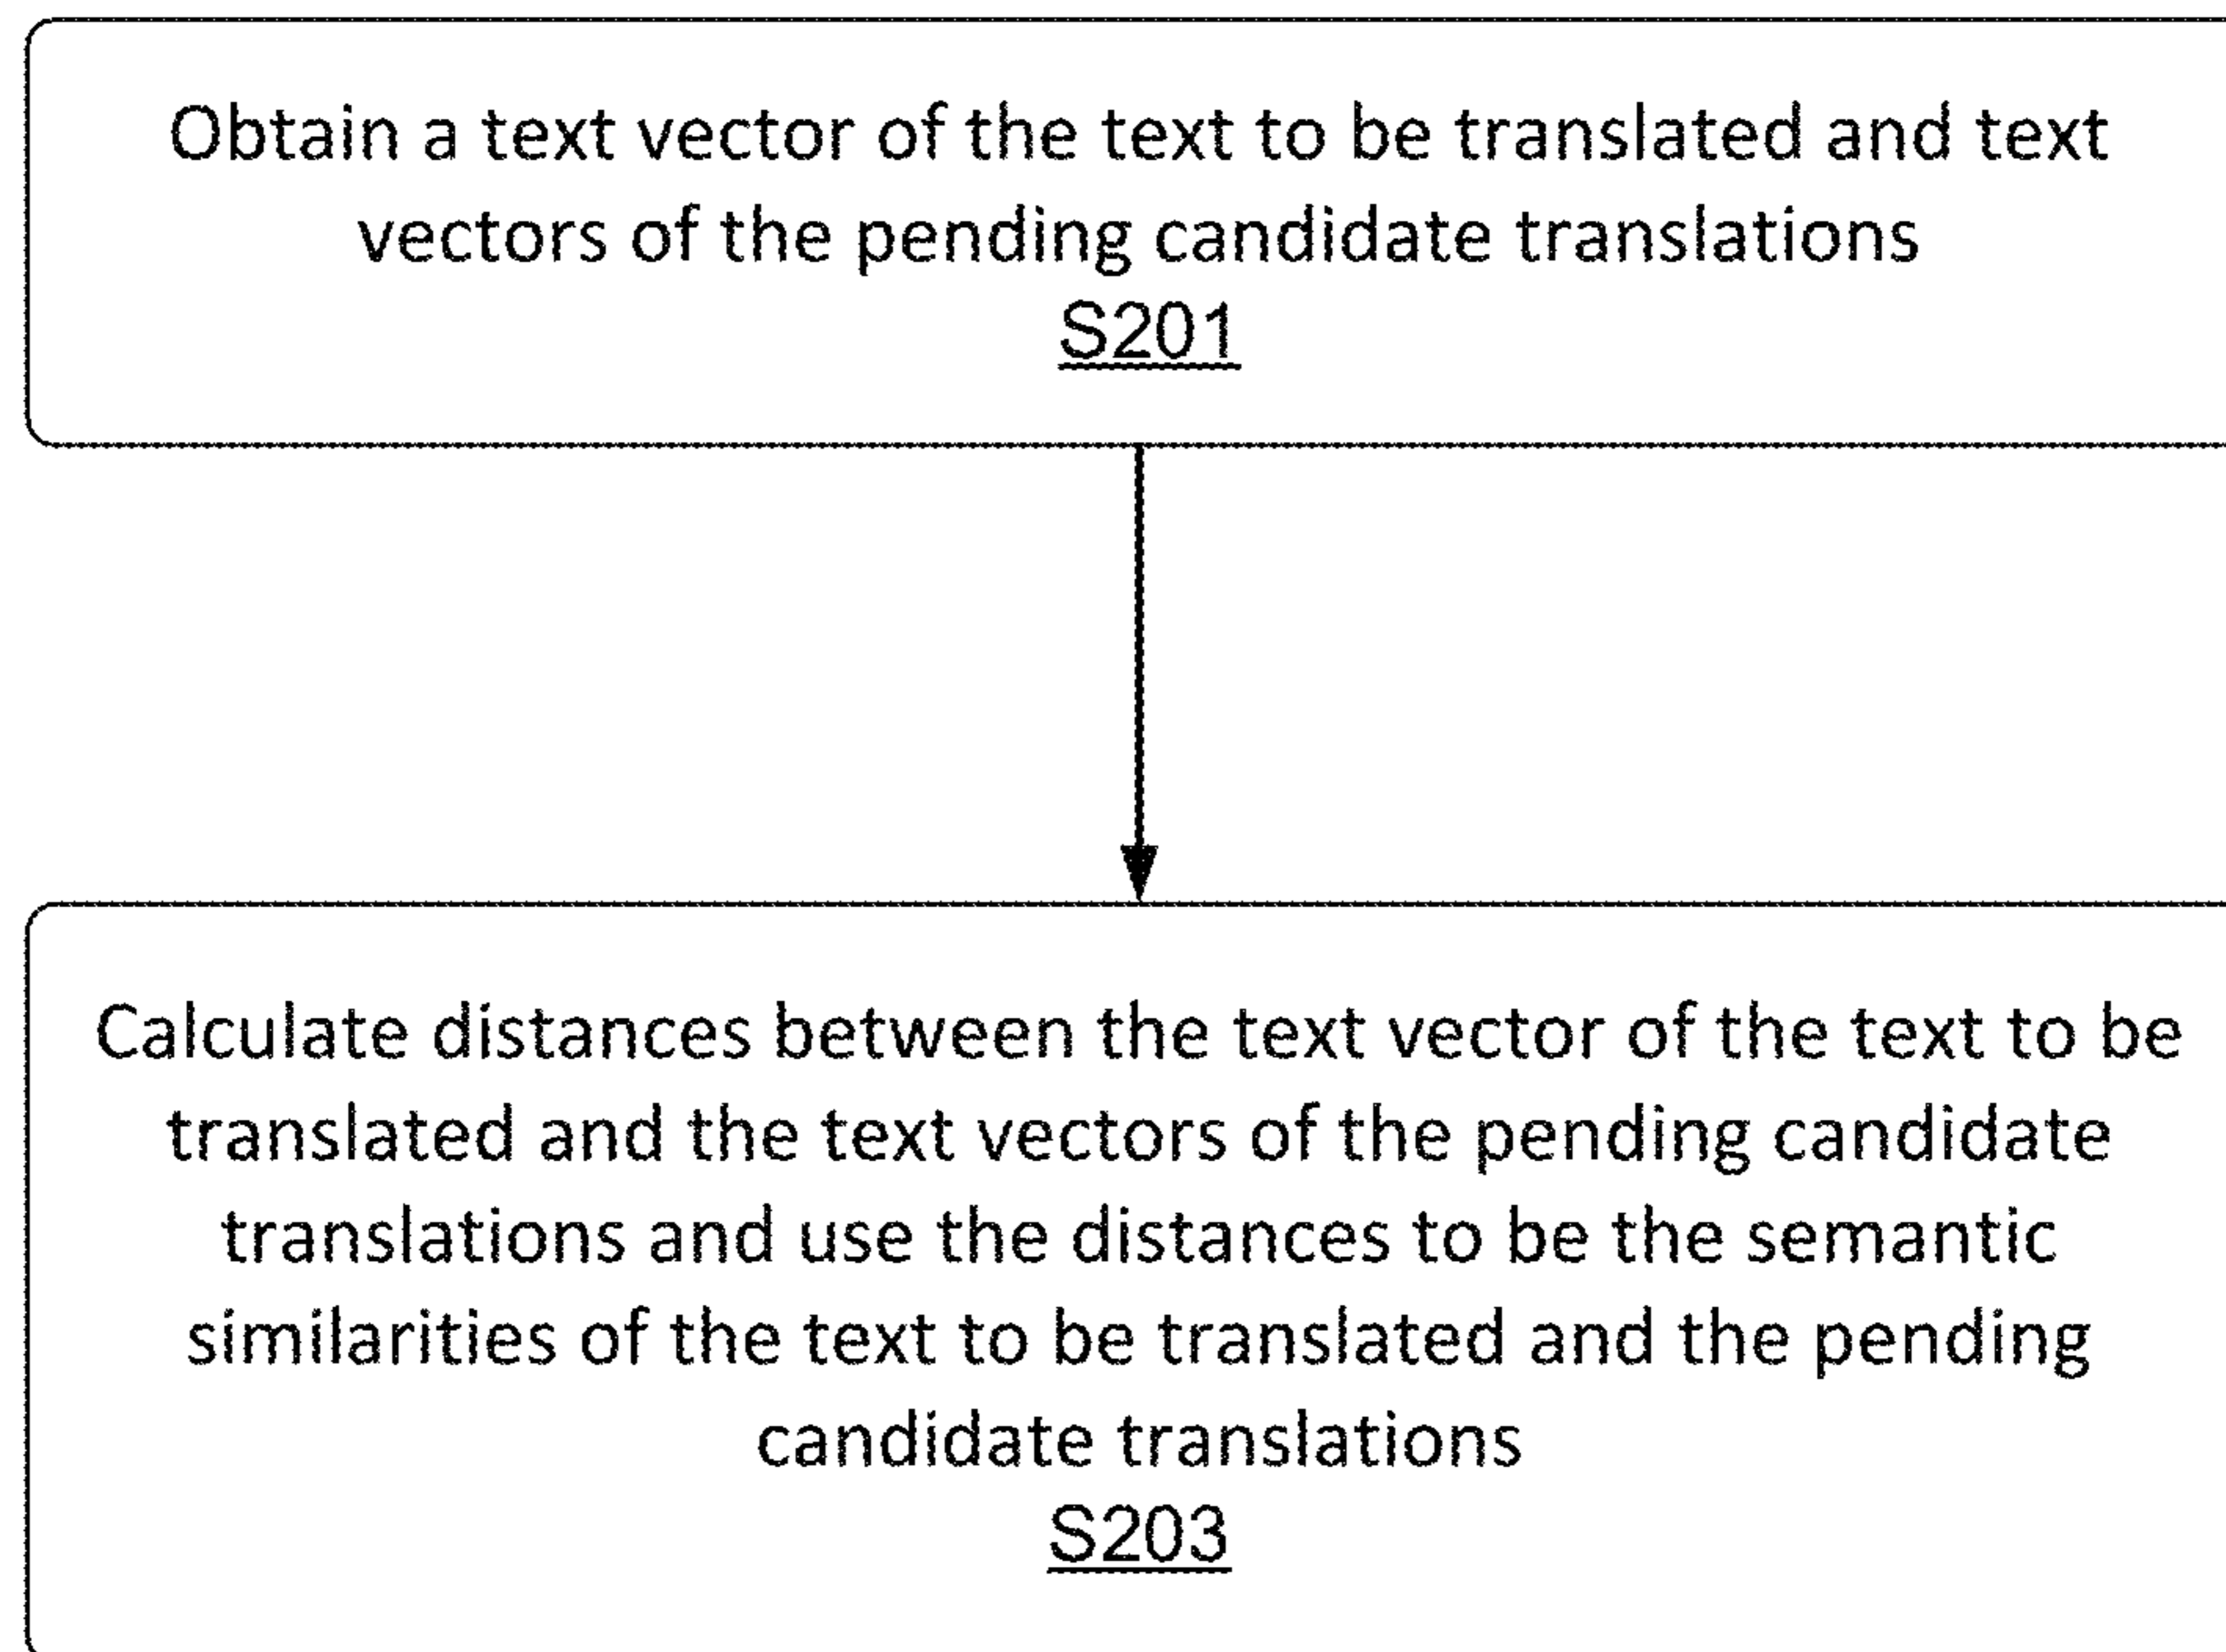 Obtain a text vector of the text to be translated and text
vectors of the pending candidate translations
S201
Calculate distances between the text vector of the text to be
translated and the text vectors of the pending candidate
translations and use the distances to be the semantic
similarities of the text to be translated and the pending
candidate translations
S203